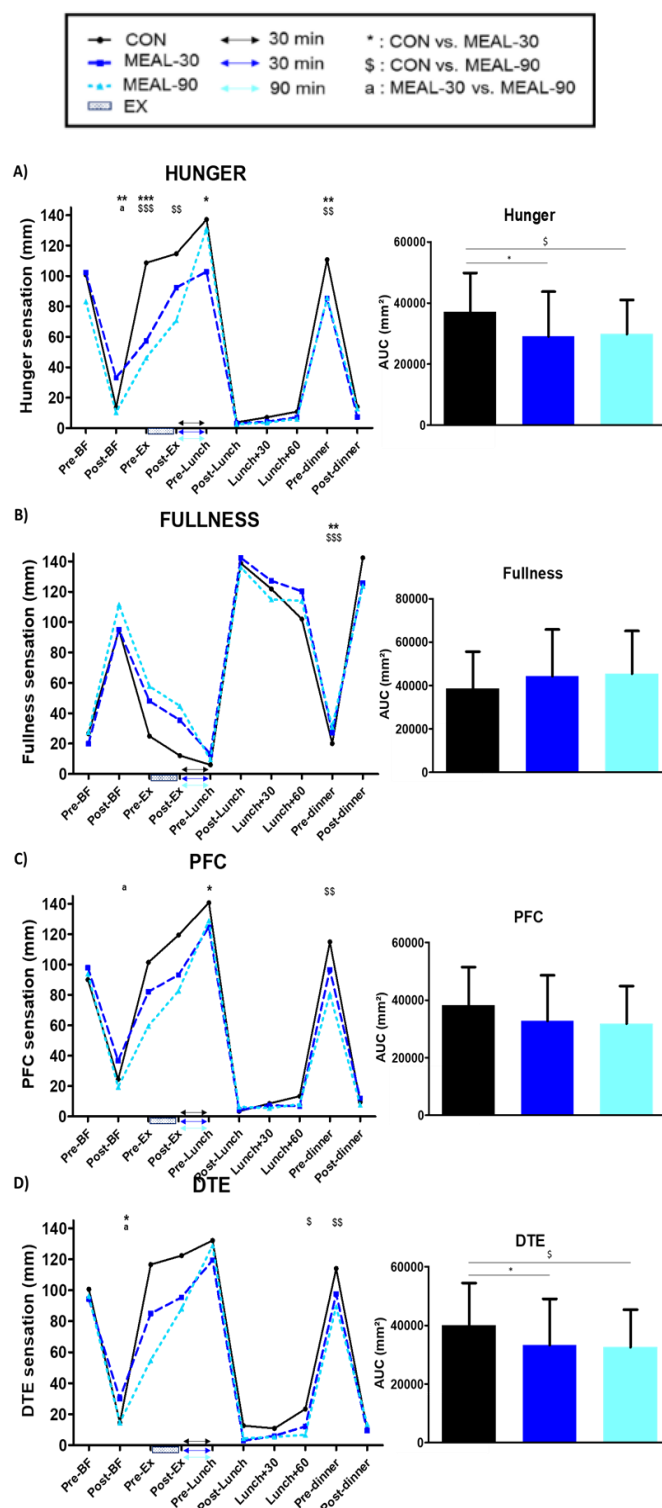 CON 30 min * : CON vs. MEAL-30
MEAL-30 30 min $ : CON vs. MEAL-90
MEAL-90 90 min a : MEAL-30 vs. MEAL-90
EX
A) HUNGER
** *** * **
a $$$ $$ $$
140
120
100
80
60
40
20
0
Hunger sensation (mm)
Pre-BF
Post-BF
Pre-Ex
Post-Ex
Pre-Lunch
Post-Lunch
Lunch+30
Lunch+60
Pre-dinner
Post-dinner
Hunger
$
*
60000
40000
20000
0
AUC (mm²)
B) FULLNESS
**
$$$
140
120
100
80
60
40
20
0
Fullness sensation (mm)
Pre-BF
Post-BF
Pre-Ex
Post-Ex
Pre-Lunch
Post-Lunch
Lunch+30
Lunch+60
Pre-dinner
Post-dinner
Fullness
80000
60000
40000
20000
0
AUC (mm²)
C) PFC
a * $$
140
120
100
80
60
40
20
0
PFC sensation (mm)
Pre-BF
Post-BF
Pre-Ex
Post-Ex
Pre-Lunch
Post-Lunch
Lunch+30
Lunch+60
Pre-dinner
Post-dinner
PFC
60000
40000
20000
0
AUC (mm²)
D) DTE
*
a $ $$
140
120
100
80
60
40
20
0
DTE sensation (mm)
Pre-BF
Post-BF
Pre-Ex
Post-Ex
Pre-Lunch
Post-Lunch
Lunch+30
Lunch+60
Pre-dinner
Post-dinner
DTE
$
*
60000
40000
20000
0
AUC (mm²)